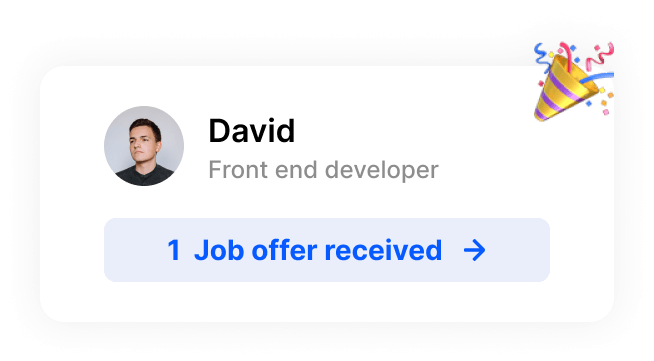 David
Front end developer
1 Job offer received →